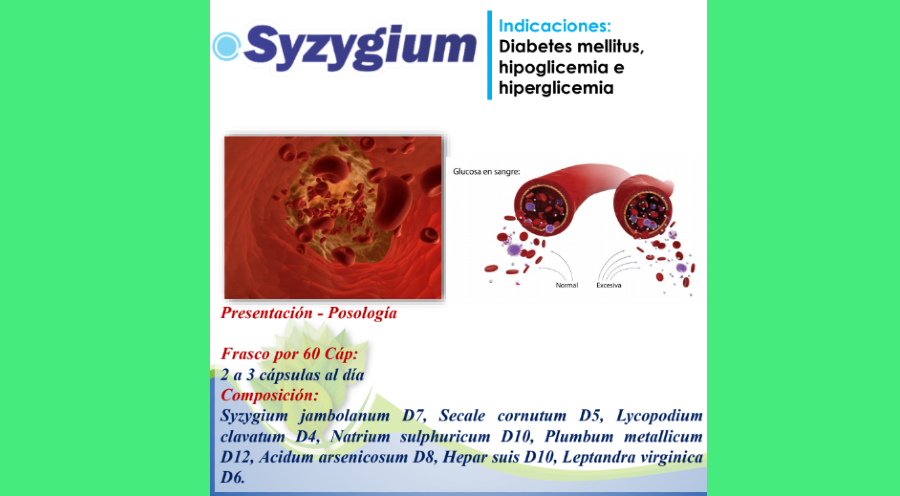 Syzygium
Indicaciones:
Diabetes mellitus,
hipoglicemia e
hiperglicemia
Glucosa en sangre:
Normal
Excesiva
Presentación - Posología
Frasco por 60 Cáp:
2 a 3 cápsulas al día
Composición:
Syzygium jambolanum D7, Secale cornutum D5, Lycopodium
clavatum D4, Natrium sulphuricum D10, Plumbum metallicum
D12, Acidum arsenicosum D8, Hepar suis D10, Leptandra virginica
D6.